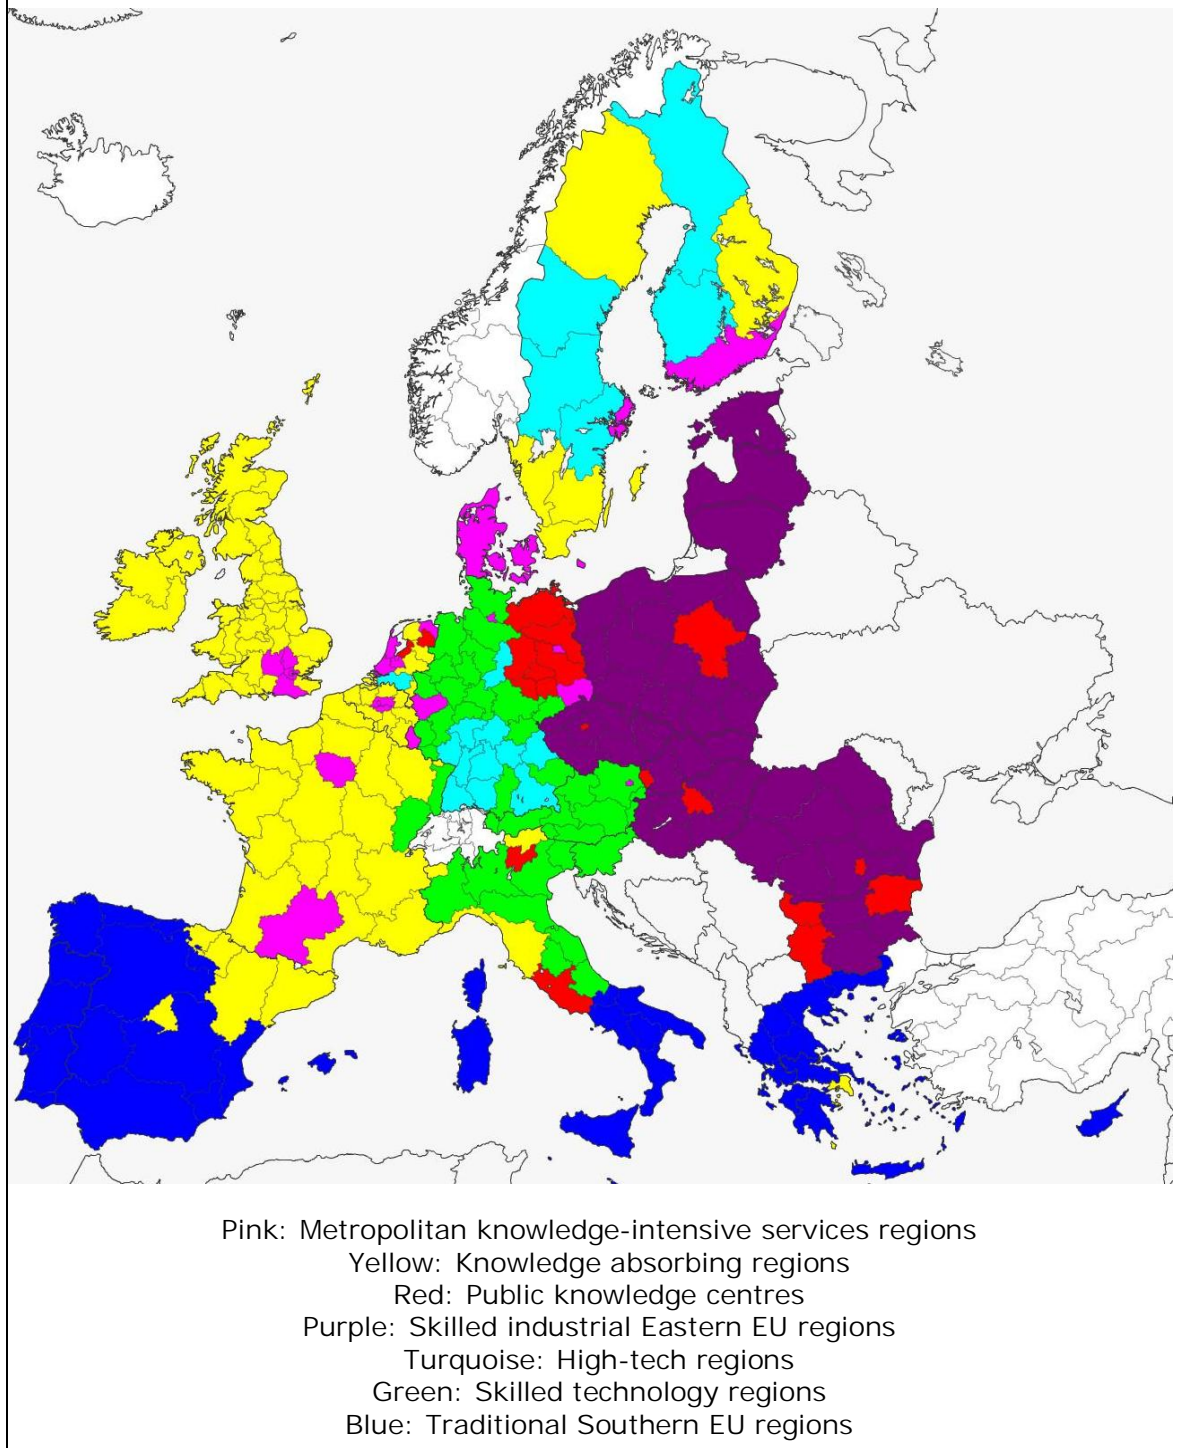 Pink: Metropolitan knowledge-intensive services regions
Yellow: Knowledge absorbing regions
Red: Public knowledge centres
Purple: Skilled industrial Eastern EU regions
Turquoise: High-tech regions
Green: Skilled technology regions
Blue: Traditional Southern EU regions